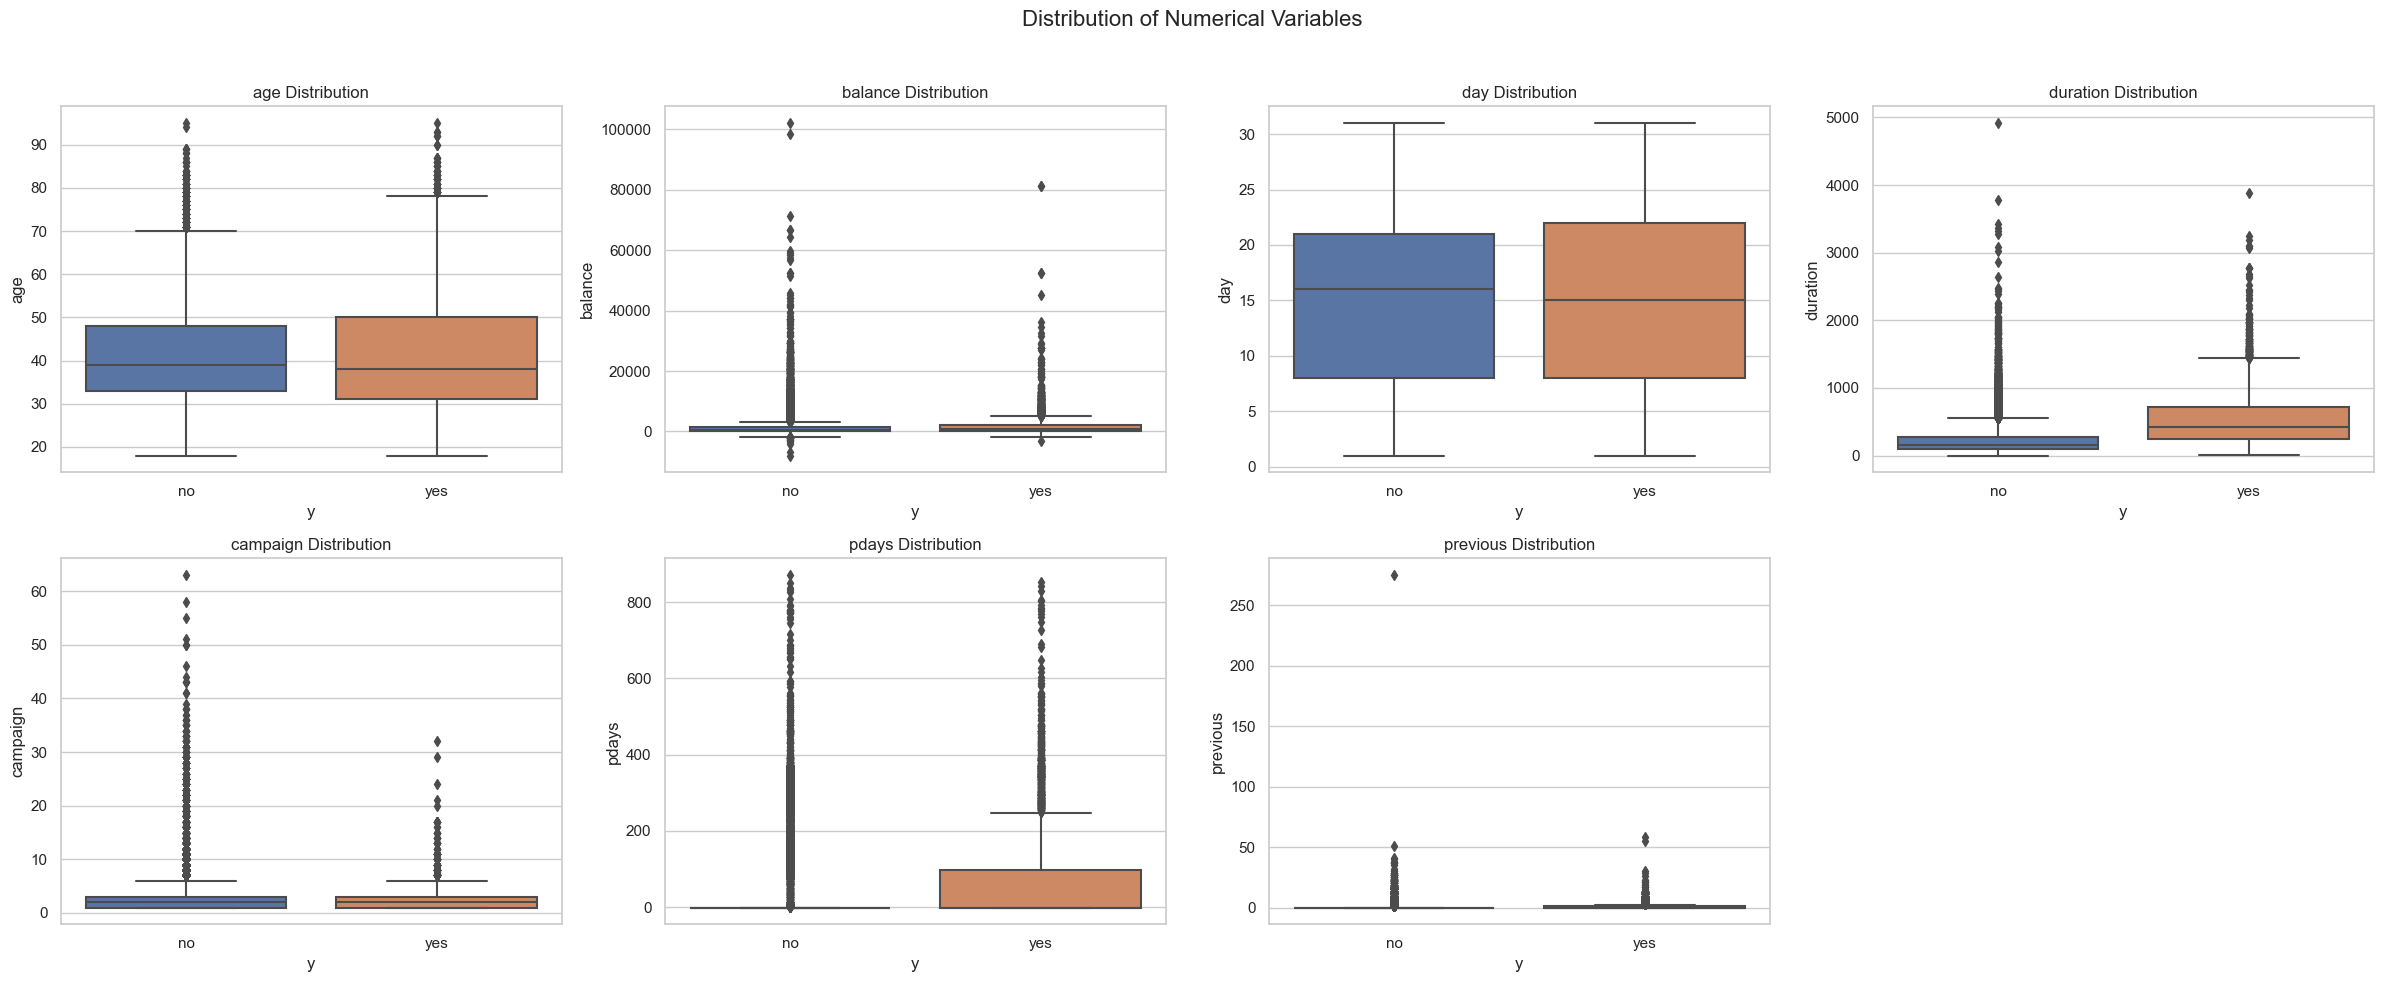 Distribution of Numerical Variables
age Distribution
90
80
70
60
50
40
30
20
age
no
yes
y
balance Distribution
100000
80000
60000
40000
20000
0
balance
no
yes
y
day Distribution
30
25
20
15
10
5
0
day
no
yes
y
duration Distribution
5000
4000
3000
2000
1000
0
duration
no
yes
y
campaign Distribution
60
50
40
30
20
10
0
campaign
no
yes
y
pdays Distribution
800
600
400
200
0
pdays
no
yes
y
previous Distribution
250
200
150
100
50
0
previous
no
yes
y